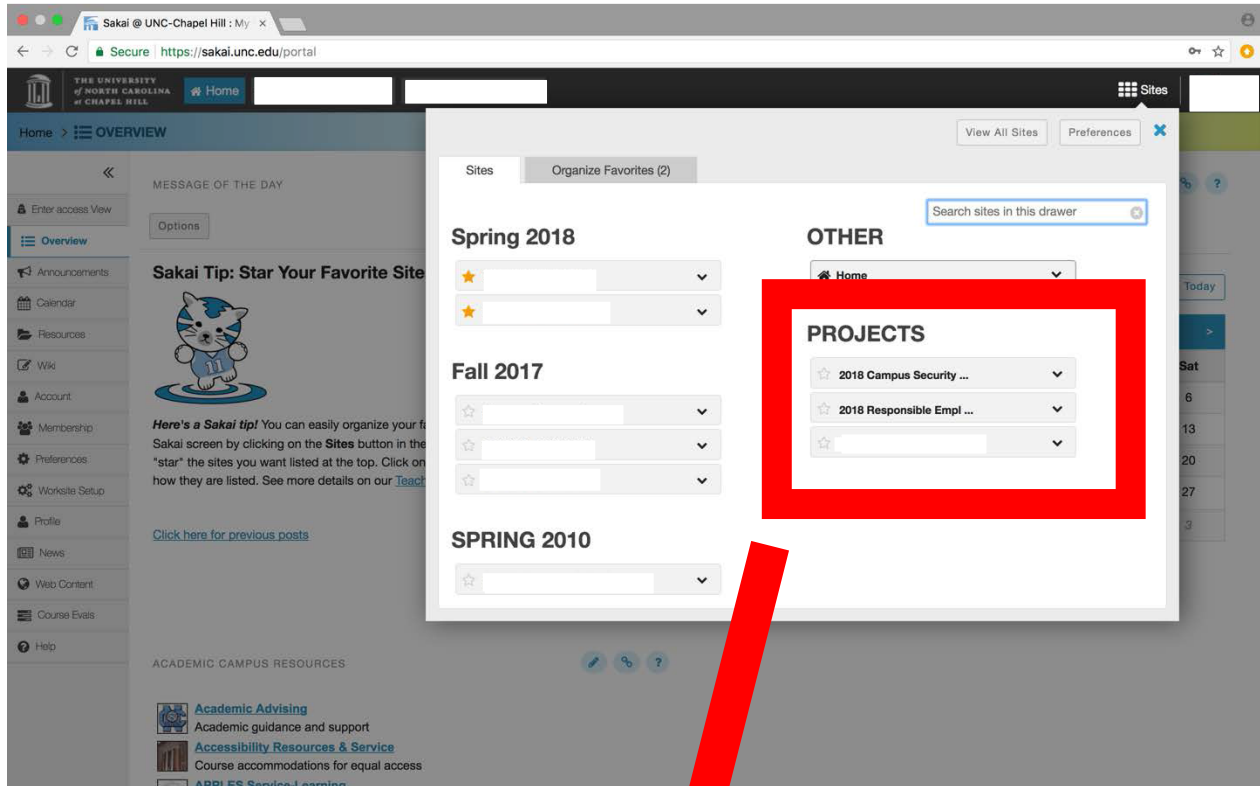 Sakai @ UNC-Chapel Hill : My
Secure https://sakai.unc.edu/portal
THE UNIVERSITY
of NORTH CAROLINA
at CHAPEL HILL
Home
Sites
Home > OVERVIEW
View All Sites
Preferences
Sites
Organize Favorites (2)
Search sites in this drawer
Spring 2018
Fall 2017
SPRING 2010
OTHER
Home
PROJECTS
2018 Campus Security ...
2018 Responsible Empl ...
Enter access View
Overview
Announcements
Calendar
Resources
Wiki
Account
Membership
Preferences
Worksite Setup
Profile
News
Web Content
Course Evals
Help
MESSAGE OF THE DAY
Options
Sakai Tip: Star Your Favorite Site
11
Here's a Sakai tip! You can easily organize your
Sakai screen by clicking on the Sites button in the
"star" the sites you want listed at the top. Click on
how they are listed. See more details on our
Click here for previous posts
Today
>
Sat
6
13
20
27
3
ACADEMIC CAMPUS RESOURCES
Academic Advising
Academic guidance and support
Accessibility Resources & Service
Course accommodations for equal access
APPLES Service-Learning